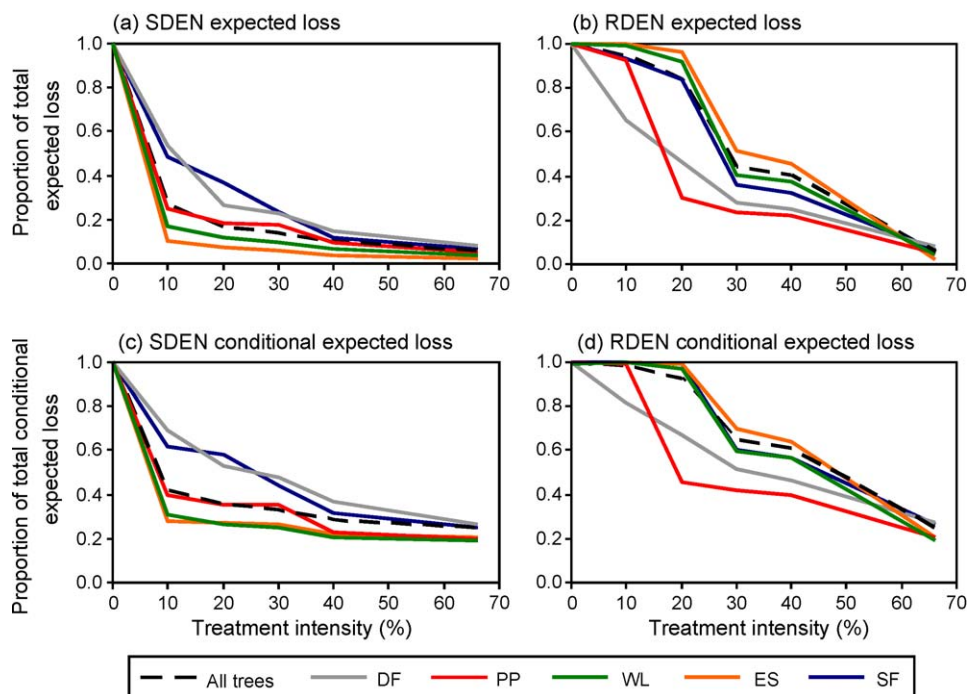 (a) SDEN expected loss
(b) RDEN expected loss
Proportion of total
expected loss
1.0
0.8
0.6
0.4
0.2
0.0
0 10 20 30 40 50 60 70
1.0
0.8
0.6
0.4
0.2
0.0
0 10 20 30 40 50 60 70
(c) SDEN conditional expected loss
(d) RDEN conditional expected loss
Proportion of total conditional
expected loss
1.0
0.8
0.6
0.4
0.2
0.0
0 10 20 30 40 50 60 70
Treatment intensity (%)
1.0
0.8
0.6
0.4
0.2
0.0
0 10 20 30 40 50 60 70
Treatment intensity (%)
All trees DF PP WL ES SF